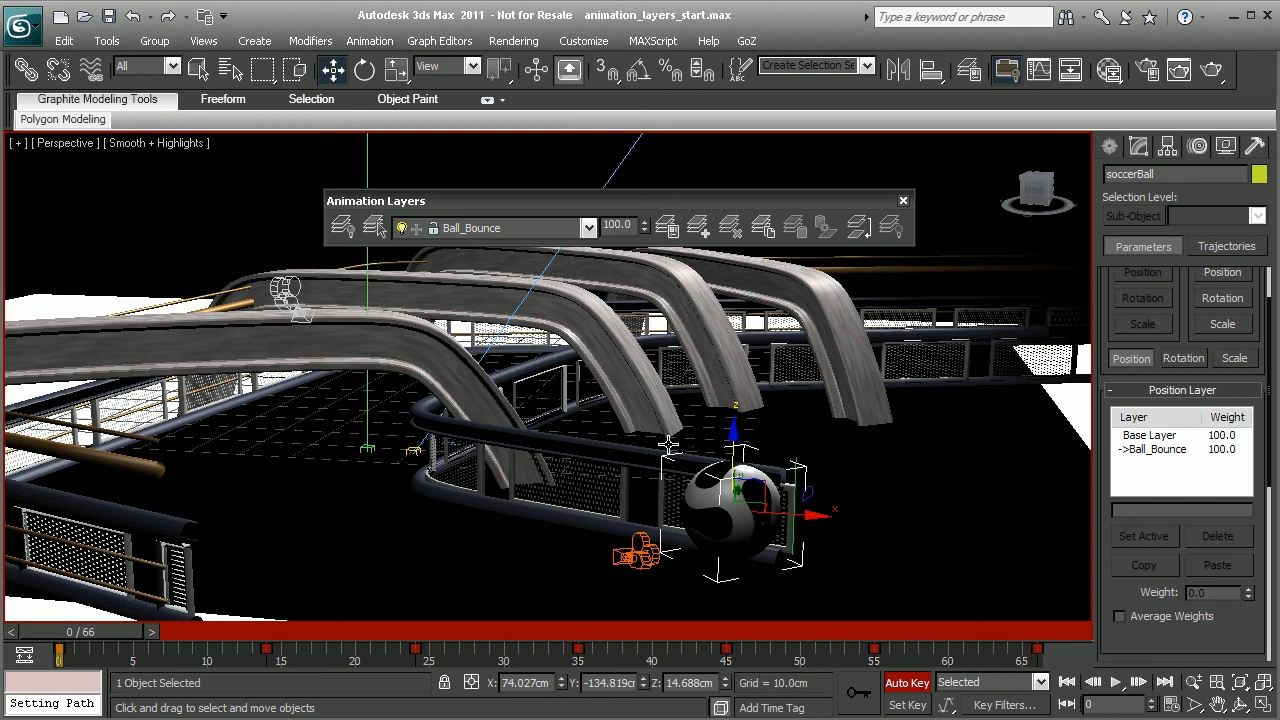 Autodesk 3ds Max 2011 - Not for Resale animation_layers_start.max
Type a keyword or phrase
Edit Tools Group Views Create Modifiers Animation Graph Editors Rendering Customize MAXScript Help GoZ
All View Create Selection Se
Graphite Modeling Tools Freeform Selection Object Paint
Polygon Modeling
[ + ] [ Perspective ] [ Smooth + Highlights ]
FRONT
Animation Layers
Ball_Bounce 100.0
z
x
soccerBall
Selection Level:
Sub-Object
Parameters Trajectories
Position Position
Rotation Rotation
Scale Scale
Position Rotation Scale
- Position Layer
Layer Weight
Base Layer 100.0
->Ball_Bounce 100.0
Set Active Delete
Copy Paste
Weight: 0.0
Average Weights
< 0 / 66 >
0 5 10 15 20 25 30 35 40 45 50 55 60 65
1 Object Selected X: 74.027cm Y: -134.819cm Z: 14.688cm Grid = 10.0cm Auto Key Selected
Setting Path Click and drag to select and move objects Add Time Tag Set Key Key Filters... 0